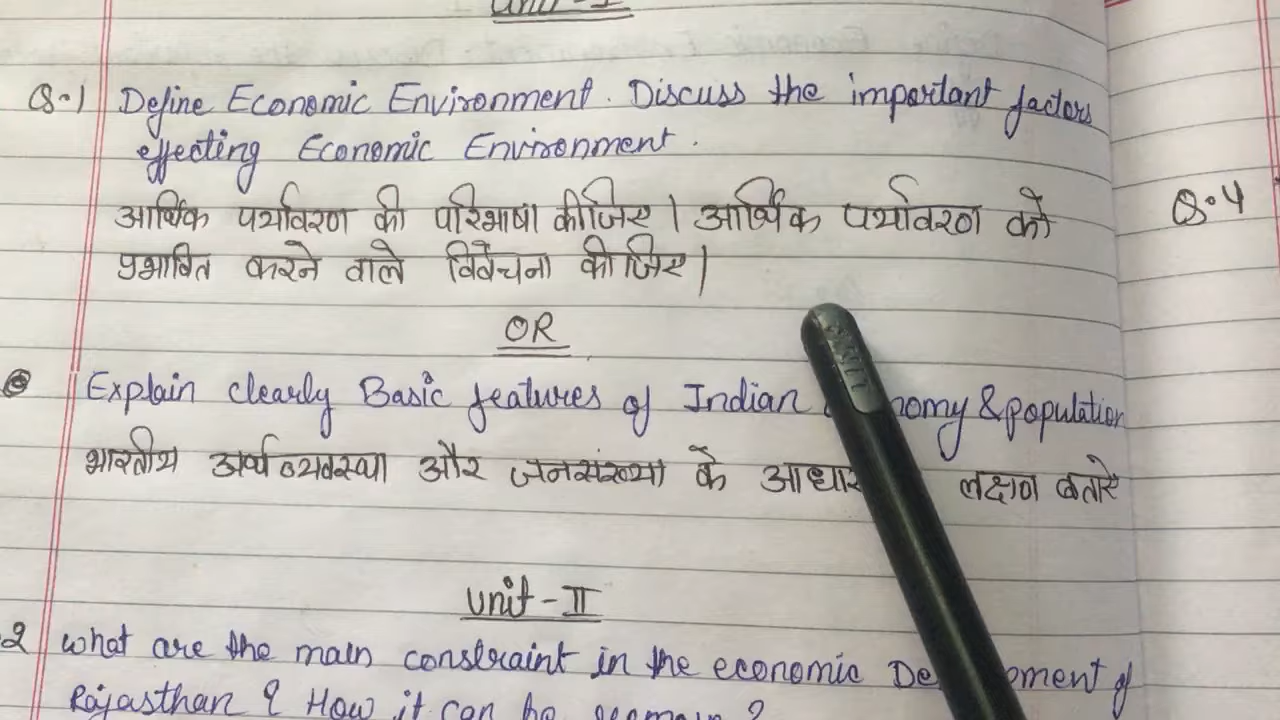 Unit-I
Q.1 Define Economic Environment. Discuss the important factors
effecting Economic Environment.
आर्थिक पर्यावरण की परिभाषा कीजिए। आर्थिक पर्यावरण को
प्रभावित करने वाले विवेचना कीजिए।
Q.4
OR
Explain clearly Basic features of Indian nomy & population
भारतीय अर्थव्यवस्था और जनसंख्या के आधार लक्षण बतारें
Unit-II
2 What are the main constraint in the economic De pment of
Rajasthan ? How it can be ?